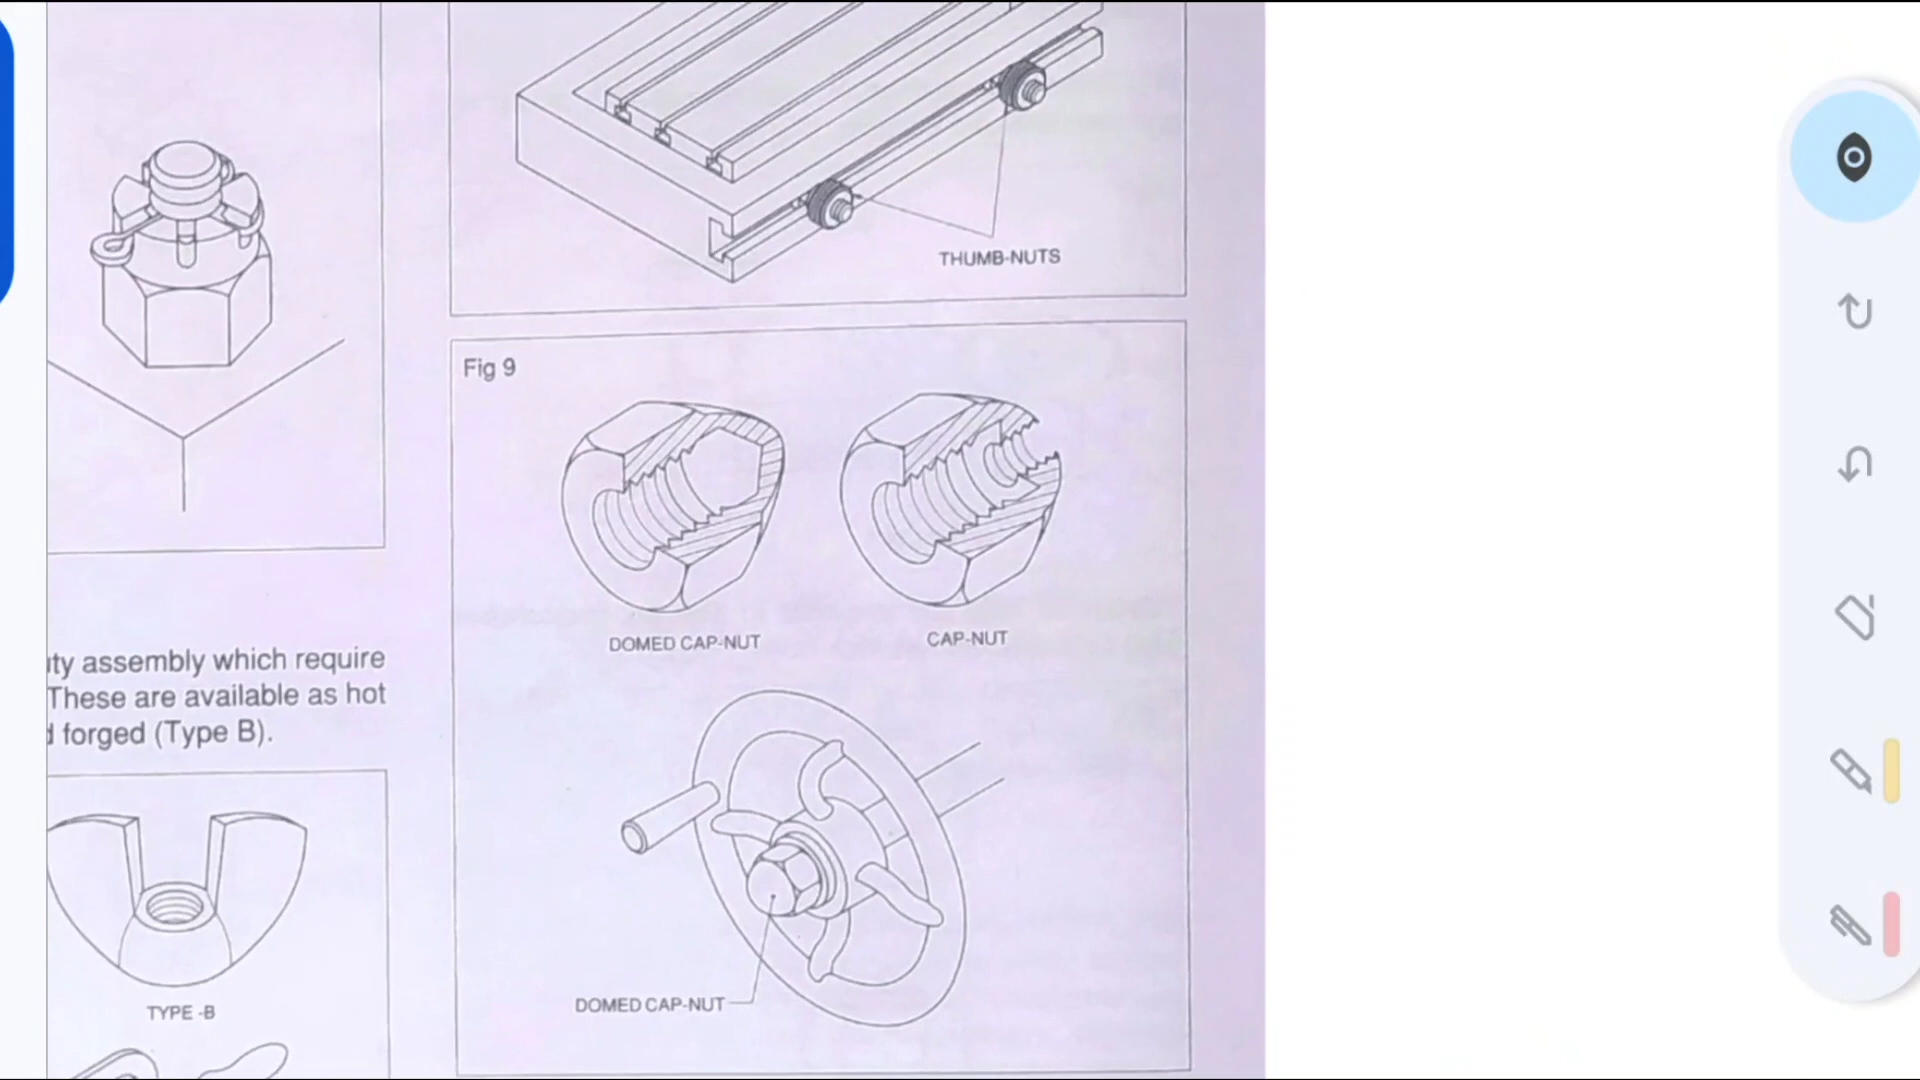 THUMB-NUTS
Fig 9
DOMED CAP-NUT
CAP-NUT
assembly which require
These are available as hot
forged (Type B).
TYPE -B
DOMED CAP-NUT